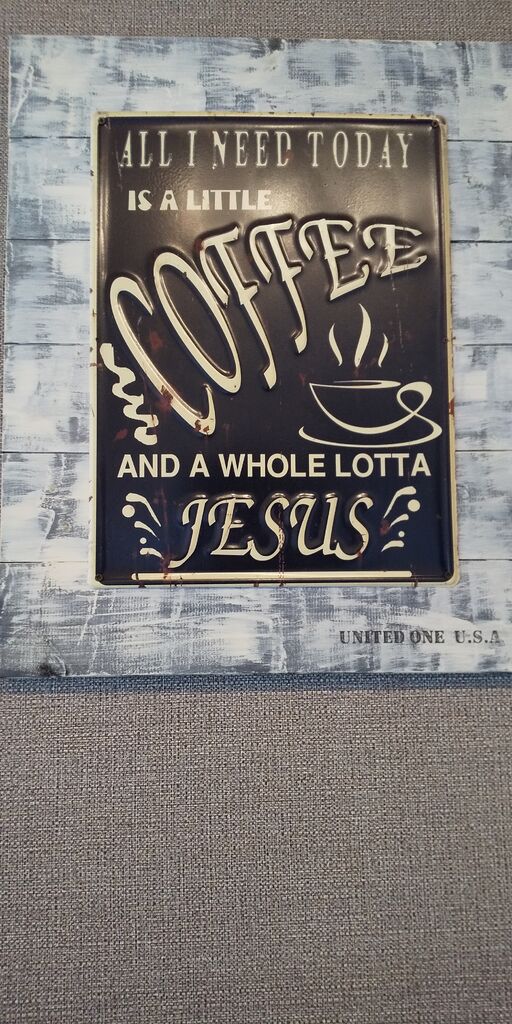 ALL I NEED TODAY
IS A LITTLE
COFFEE
AND A WHOLE LOTTA
JESUS
UNITED ONE U.S.A